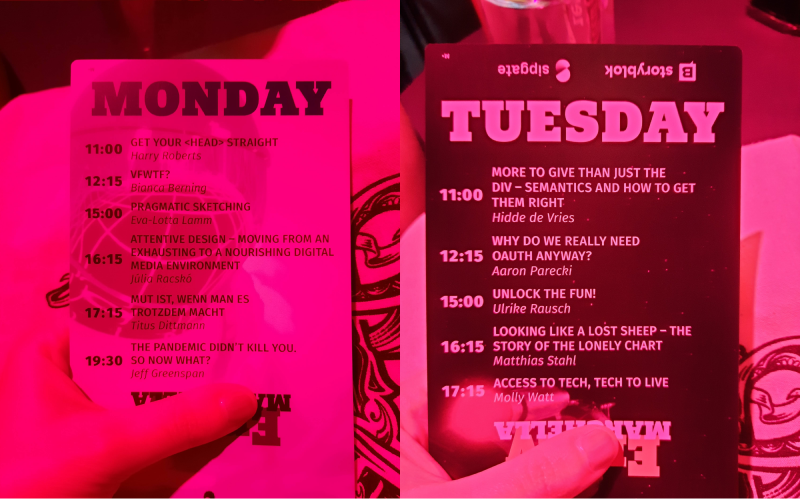 MONDAY
11:00 GET YOUR <HEAD> STRAIGHT
Harry Roberts
12:15 VFWTF?
Bianca Berning
15:00 PRAGMATIC SKETCHING
Eva-Lotta Lamm
16:15 ATTENTIVE DESIGN – MOVING FROM AN
EXHAUSTING TO A NOURISHING DIGITAL
MEDIA ENVIRONMENT
Júlia Rácskó
17:15 MUT IST, WENN MAN ES
TROTZDEM MACHT
Titus Dittmann
19:30 THE PANDEMIC DIDN'T KILL YOU.
SO NOW WHAT?
Jeff Greenspan
storyblok
sipgate
TUESDAY
11:00 MORE TO GIVE THAN JUST THE
DIV – SEMANTICS AND HOW TO GET
THEM RIGHT
Hidde de Vries
12:15 WHY DO WE REALLY NEED
OAUTH ANYWAY?
Aaron Parecki
15:00 UNLOCK THE FUN!
Ulrike Rausch
16:15 LOOKING LIKE A LOST SHEEP – THE
STORY OF THE LONELY CHART
Matthias Stahl
17:15 ACCESS TO TECH, TECH TO LIVE
Molly Watt
MARCHELLA